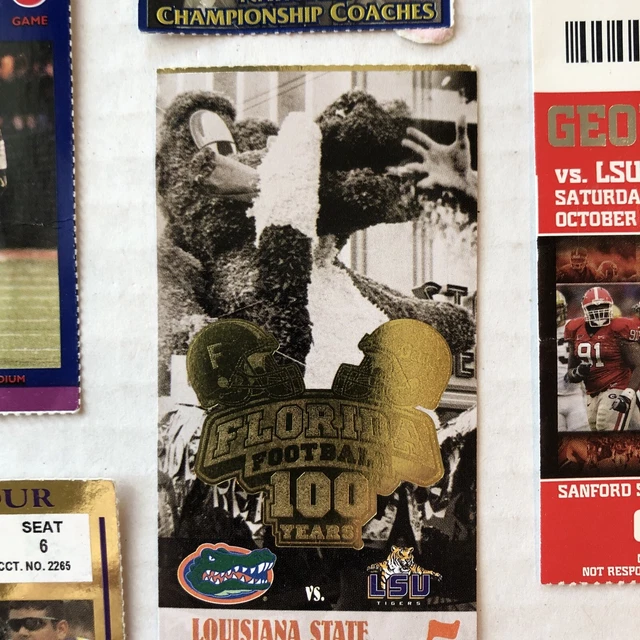 GAME
CHAMPIONSHIP COACHES
GEO
vs. LSU
SATURDA
OCTOBER
F
FLORIDA
FOOTBALL
100
YEARS
91
DIUM
OUR
SEAT
6
CCT. NO. 2265
SANFORD S
NOT RESPO
vs.
LSU
TIGERS
LOUISIANA STATE